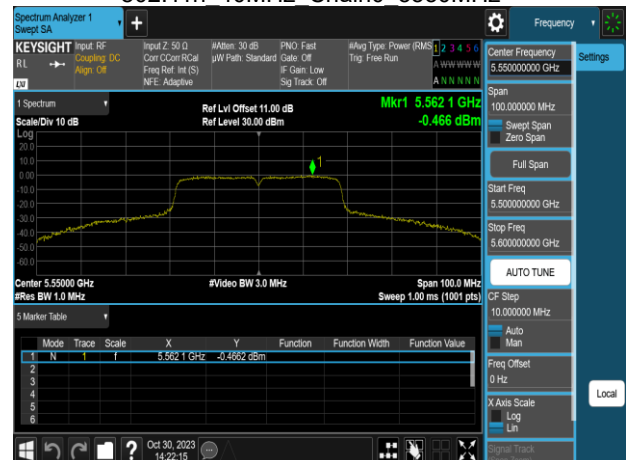 Spectrum Analyzer 1
Swept SA
Frequency
KEYSIGHT
RL
LXI
Input: RF
Coupling: DC
Align: Off
Input Z: 50 Ω
Corr CCorr RCal
Freq Ref: Int (S)
NFE: Adaptive
#Atten: 30 dB
µW Path: Standard
PNO: Fast
Gate: Off
IF Gain: Low
Sig Track: Off
#Avg Type: Power (RMS
Trig: Free Run
1 2 3 4 5 6
A W W W W W
A N N N N N
Center Frequency
5.550000000 GHz
Settings
1 Spectrum
Scale/Div 10 dB
Ref Lvl Offset 11.00 dB
Ref Level 30.00 dBm
Mkr1 5.562 1 GHz
-0.466 dBm
Span
100.000000 MHz
Swept Span
Zero Span
Full Span
Log
20.0
10.0
0.00
-10.0
-20.0
-30.0
-40.0
-50.0
-60.0
1
Start Freq
5.500000000 GHz
Stop Freq
5.600000000 GHz
AUTO TUNE
Center 5.55000 GHz
#Res BW 1.0 MHz
#Video BW 3.0 MHz
Span 100.0 MHz
Sweep 1.00 ms (1001 pts)
CF Step
10.000000 MHz
Auto
Man
5 Marker Table
Mode Trace Scale X Y Function Function Width Function Value
1 N 1 f 5.562 1 GHz -0.4662 dBm
2
3
4
5
6
Freq Offset
0 Hz
X Axis Scale
Log
Lin
Local
Signal Track
?
Oct 30, 2023
14:22:15